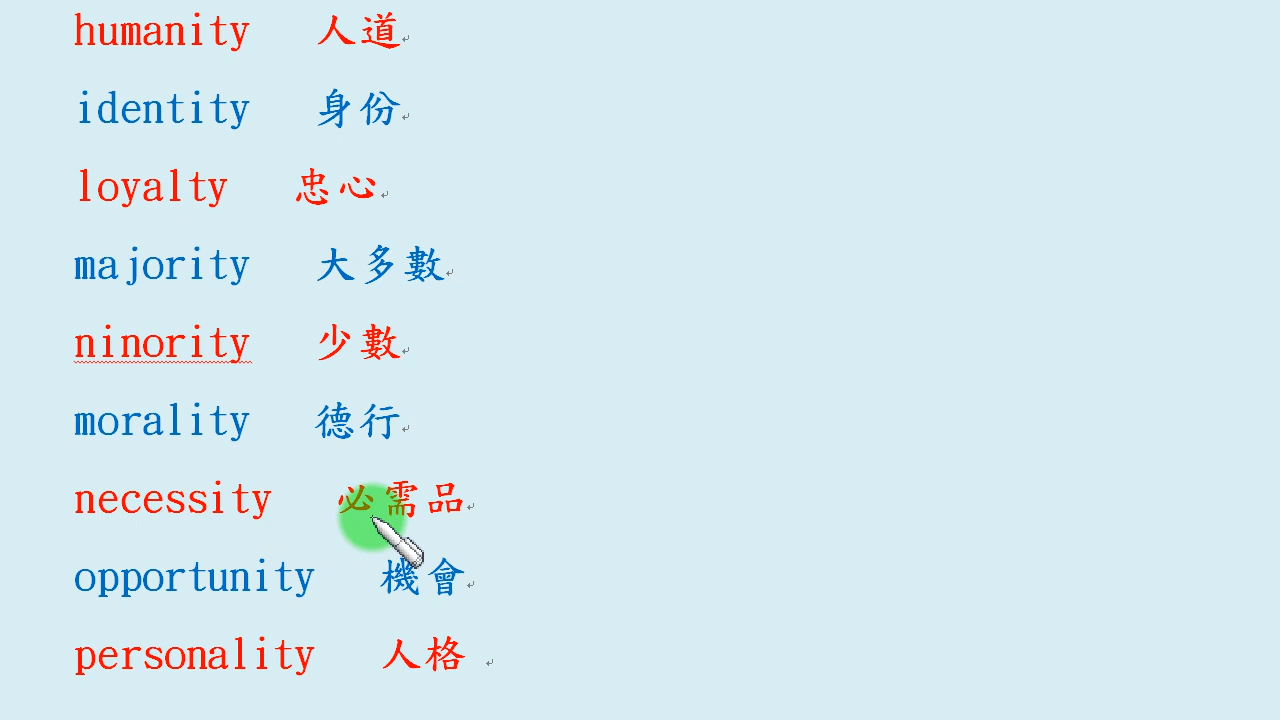 humanity 人道
identity 身份
loyalty 忠心
majority 大多數
ninority 少數
morality 德行
necessity 必需品
opportunity 機會
personality 人格